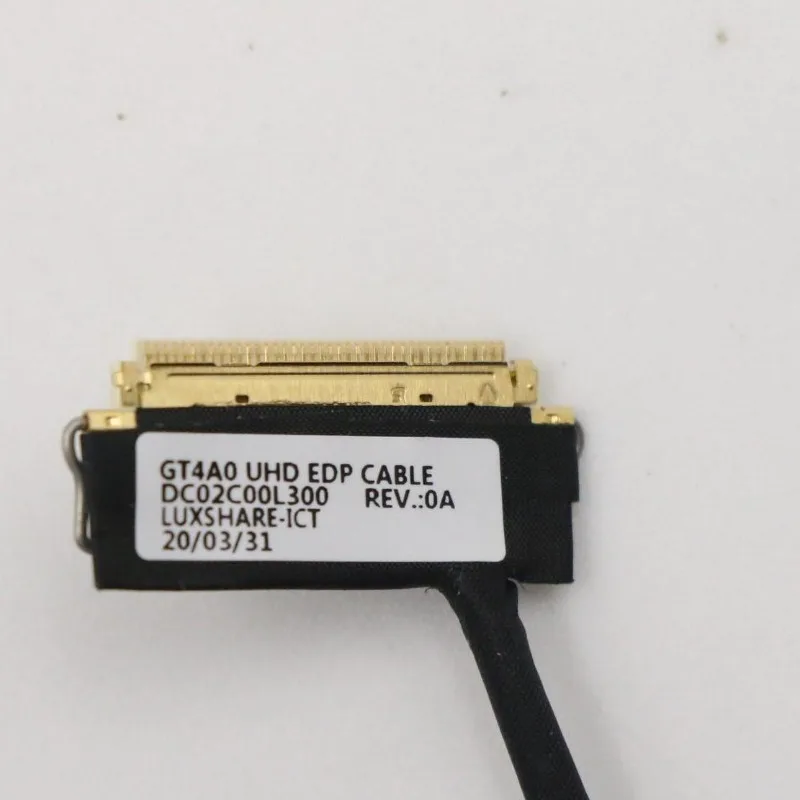 GT4A0 UHD EDP CABLE
DC02C00L300 REV.:0A
LUXSHARE-ICT
20/03/31